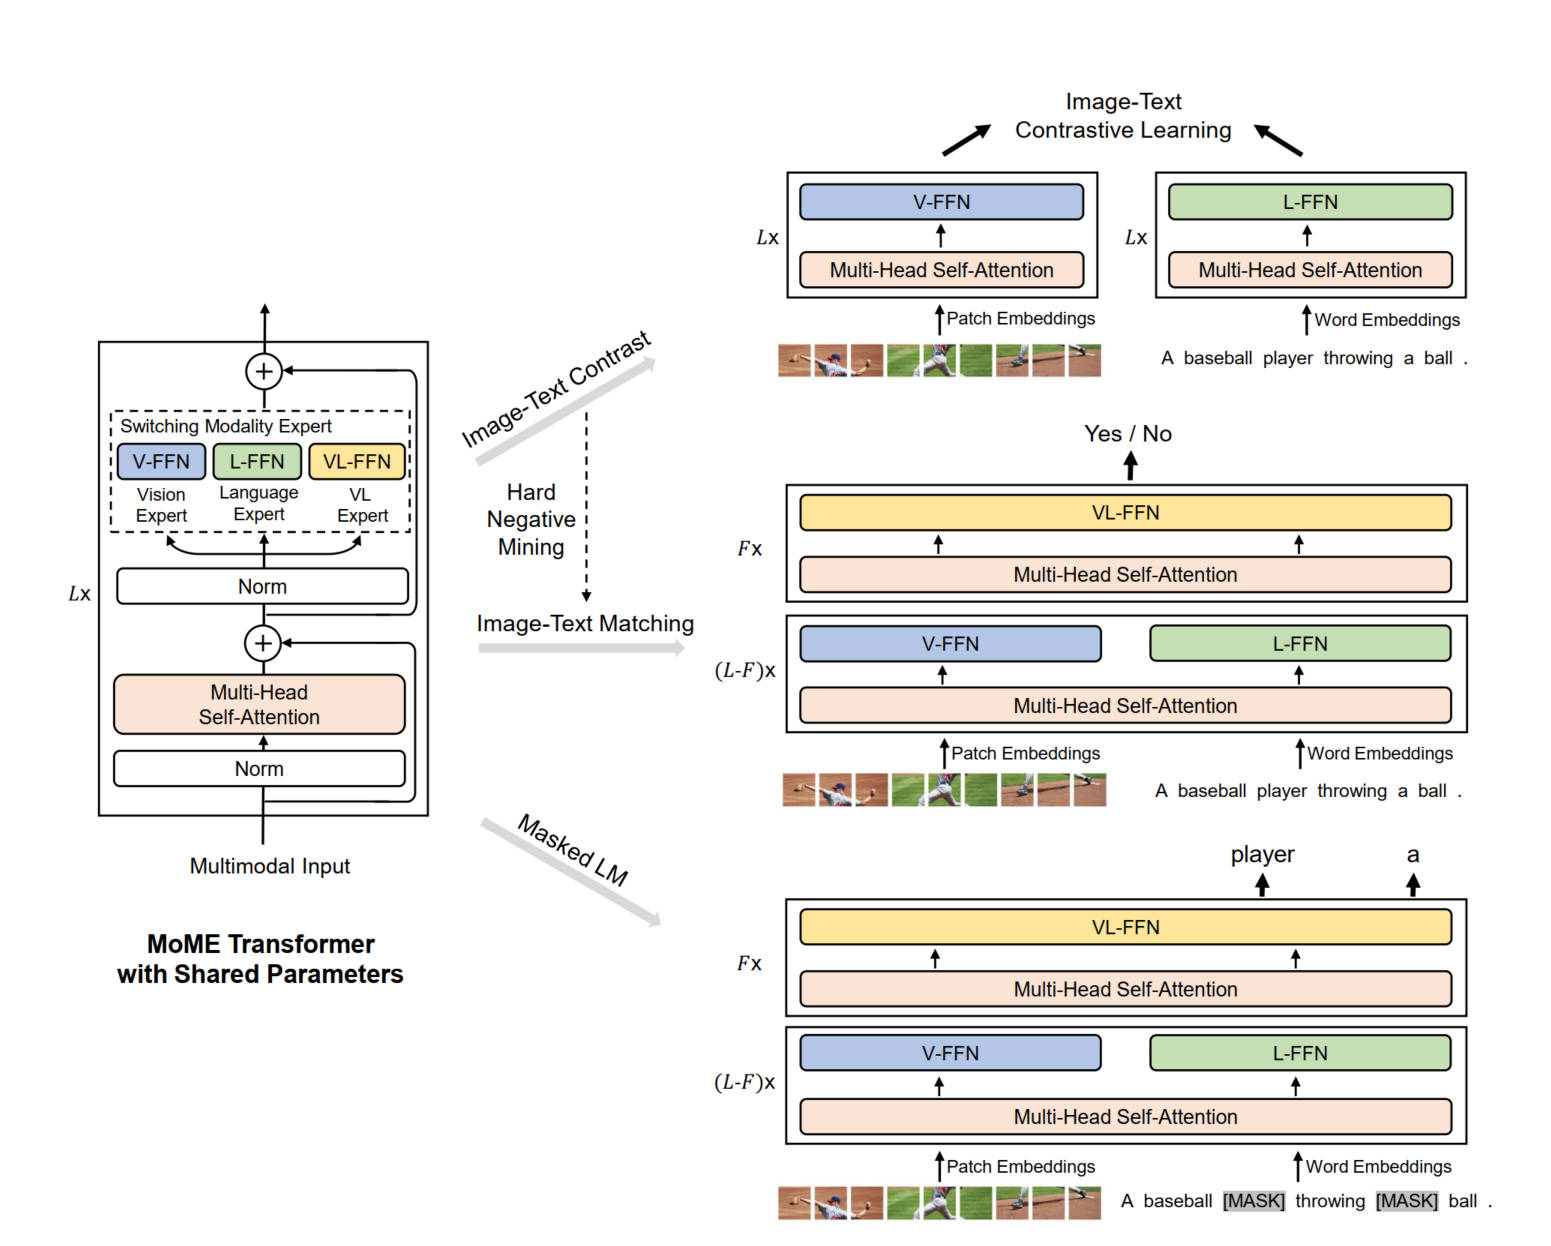 Image-Text
Contrastive Learning
V-FFN
L-FFN
Lx
Lx
Multi-Head Self-Attention
Multi-Head Self-Attention
Patch Embeddings
Word Embeddings
A baseball player throwing a ball .
Switching Modality Expert
V-FFN
L-FFN
VL-FFN
Vision
Expert
Language
Expert
VL
Expert
Norm
Lx
Multi-Head
Self-Attention
Norm
Multimodal Input
MoME Transformer
with Shared Parameters
Image-Text Contrast
Hard
Negative
Mining
Image-Text Matching
Masked LM
Yes / No
VL-FFN
Fx
Multi-Head Self-Attention
V-FFN
L-FFN
(L-F)x
Multi-Head Self-Attention
Patch Embeddings
Word Embeddings
A baseball player throwing a ball .
player
a
VL-FFN
Fx
Multi-Head Self-Attention
V-FFN
L-FFN
(L-F)x
Multi-Head Self-Attention
Patch Embeddings
Word Embeddings
A baseball [MASK] throwing [MASK] ball .